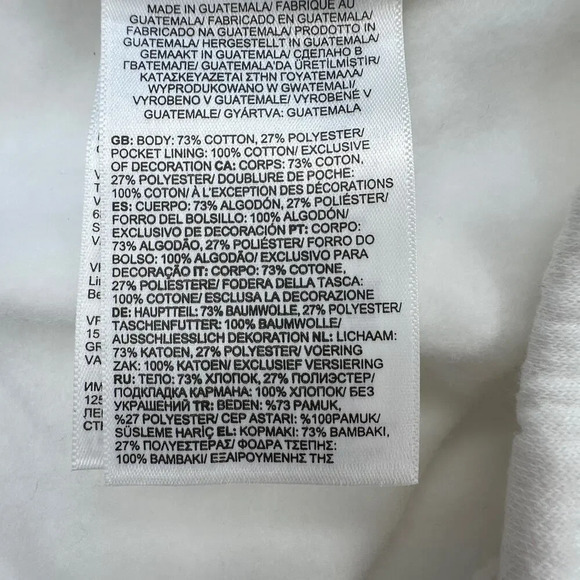 MADE IN GUATEMALA/ FABRIQUÉ AU
GUATEMALA/ FABRICADO EN GUATEMALA/
FABRICADO NA GUATEMALA/ PRODOTTO IN
GUATEMALA/ HERGESTELLT IN GUATEMALA/
GEMAAKT IN GUATEMALA/ СДЕЛАНО В
ГВАТЕМАЛЕ/ GUATEMALA'DA ÜRETİLMİŞTİR/
ΚΑΤΑΣΚΕΥΑΖΕΤΑΙ ΣΤΗΝ ΓΟΥΑΤΕΜΑΛΑ/
WYPRODUKOWANO W GWATEMALI/
VYROBENO V GUATEMALE/ VYROBENÉ V
GUATEMALE/ GYÁRTVA: GUATEMALA
GB: BODY: 73% COTTON, 27% POLYESTER/
POCKET LINING: 100% COTTON/ EXCLUSIVE
OF DECORATION CA: CORPS: 73% COTON,
27% POLYESTER/ DOUBLURE DE POCHE:
100% COTON/ À L'EXCEPTION DES DÉCORATIONS
ES: CUERPO: 73% ALGODÓN, 27% POLIÉSTER/
FORRO DEL BOLSILLO: 100% ALGODÓN/
EXCLUSIVO DE DECORACIÓN PT: CORPO:
73% ALGODÃO, 27% POLIÉSTER/ FORRO DO
BOLSO: 100% ALGODÃO/ EXCLUSIVO PARA
DECORAÇÃO IT: CORPO: 73% COTONE,
27% POLIESTERE/ FODERA DELLA TASCA:
100% COTONE/ ESCLUSA LA DECORAZIONE
DE: HAUPTTEIL: 73% BAUMWOLLE, 27% POLYESTER/
TASCHENFUTTER: 100% BAUMWOLLE/
AUSSCHLIESSLICH DEKORATION NL: LICHAAM:
73% KATOEN, 27% POLYESTER/ VOERING
ZAK: 100% KATOEN/ EXCLUSIEF VERSIERING
RU: ТЕЛО: 73% ХЛОПОК, 27% ПОЛИЭСТЕР/
ПОДКЛАДКА КАРМАНА: 100% ХЛОПОК/ БЕЗ
УКРАШЕНИЙ TR: BEDEN: %73 PAMUK,
%27 POLYESTER/ CEP ASTARI: %100PAMUK/
SÜSLEME HARİÇ EL: ΚΟΡΜΑΚΙ: 73% ΒΑΜΒΑΚΙ,
27% ΠΟΛΥΕΣΤΕΡΑΣ/ ΦΟΔΡΑ ΤΣΕΠΗΣ:
100% ΒΑΜΒΑΚΙ/ ΕΞΑΙΡΟΥΜΕΝΗΣ ΤΗΣ